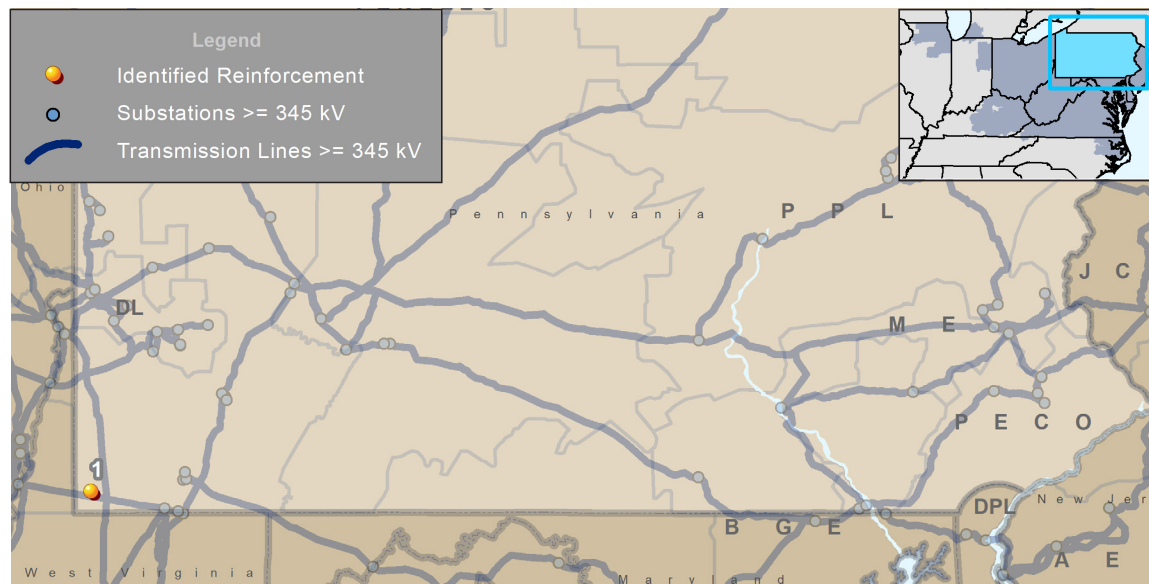 Legend
Identified Reinforcement
Substations >= 345 kV
Transmission Lines >= 345 kV
Ohio
Pennsylvania
PPL
JC
DL
ME
PECO
1
DPL
New Jer
BGE
AE
West Virginia
Maryland